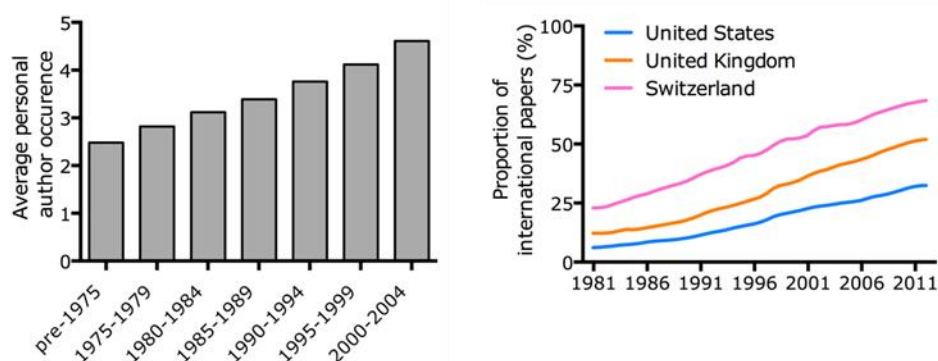 Average personal
author occurence
5
4
3
2
1
0
pre-1975
1975-1979
1980-1984
1985-1989
1990-1994
1995-1999
2000-2004
Proportion of
international papers (%)
100
75
50
25
0
United States
United Kingdom
Switzerland
1981 1986 1991 1996 2001 2006 2011